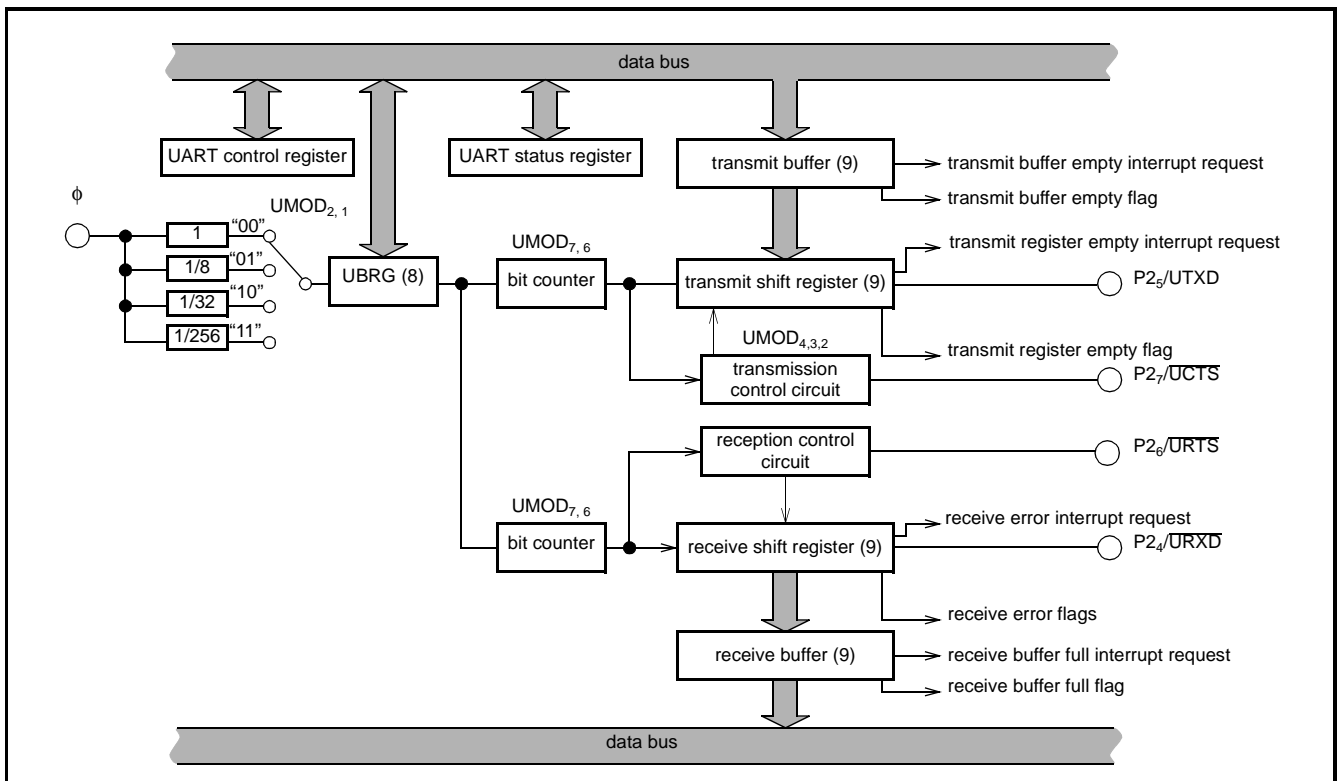 data bus
UART control register
UART status register
transmit buffer (9)
transmit buffer empty interrupt request
transmit buffer empty flag
ϕ
UMOD2, 1
1
“00”
1/8
“01”
1/32
“10”
1/256
“11”
UBRG (8)
UMOD7, 6
bit counter
transmit shift register (9)
transmit register empty interrupt request
P25/UTXD
transmit register empty flag
UMOD4,3,2
transmission
control circuit
P27/U̅C̅T̅S̅
reception control
circuit
P26/U̅R̅T̅S̅
UMOD7, 6
bit counter
receive shift register (9)
receive error interrupt request
P24/U̅R̅X̅D̅
receive error flags
receive buffer (9)
receive buffer full interrupt request
receive buffer full flag
data bus